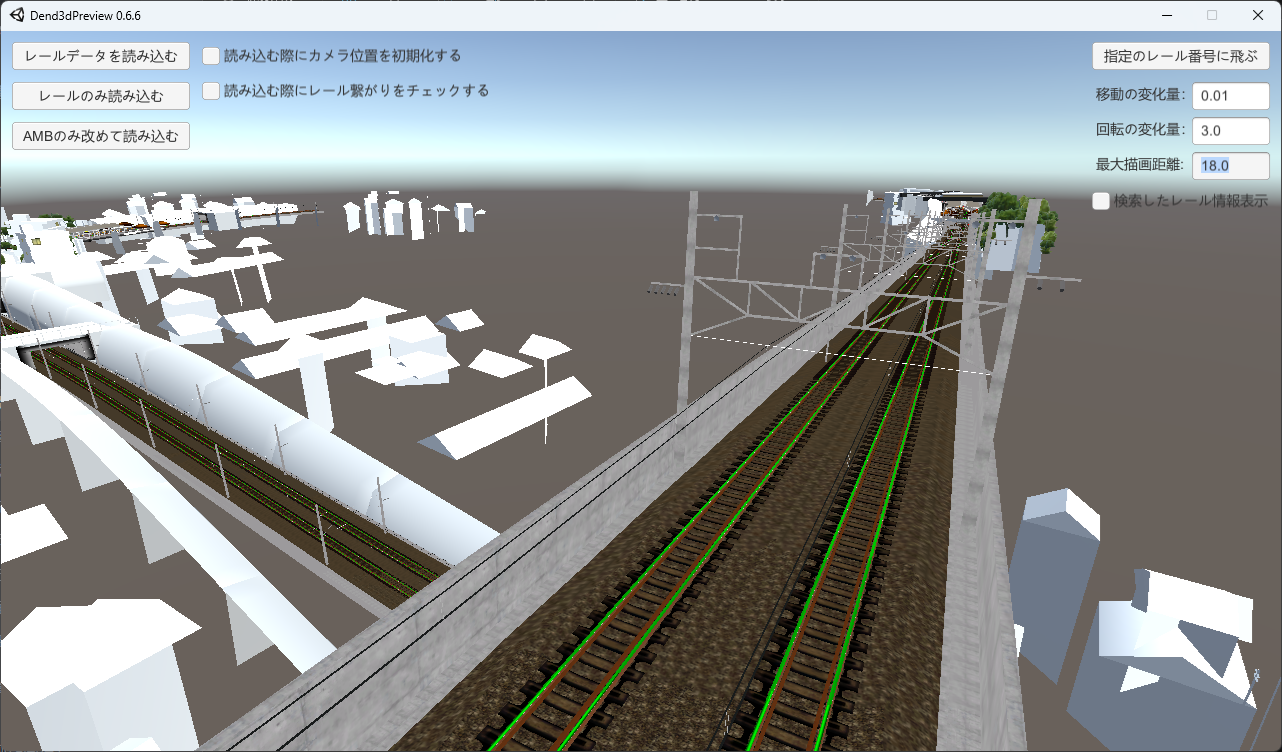 Dend3dPreview 0.6.6
レールデータを読み込む
読み込む際にカメラ位置を初期化する
指定のレール番号に飛ぶ
レールのみ読み込む
読み込む際にレール繋がりをチェックする
移動の変化量: 0.01
AMBのみ改めて読み込む
回転の変化量: 3.0
最大描画距離: 18.0
検索したレール情報表示